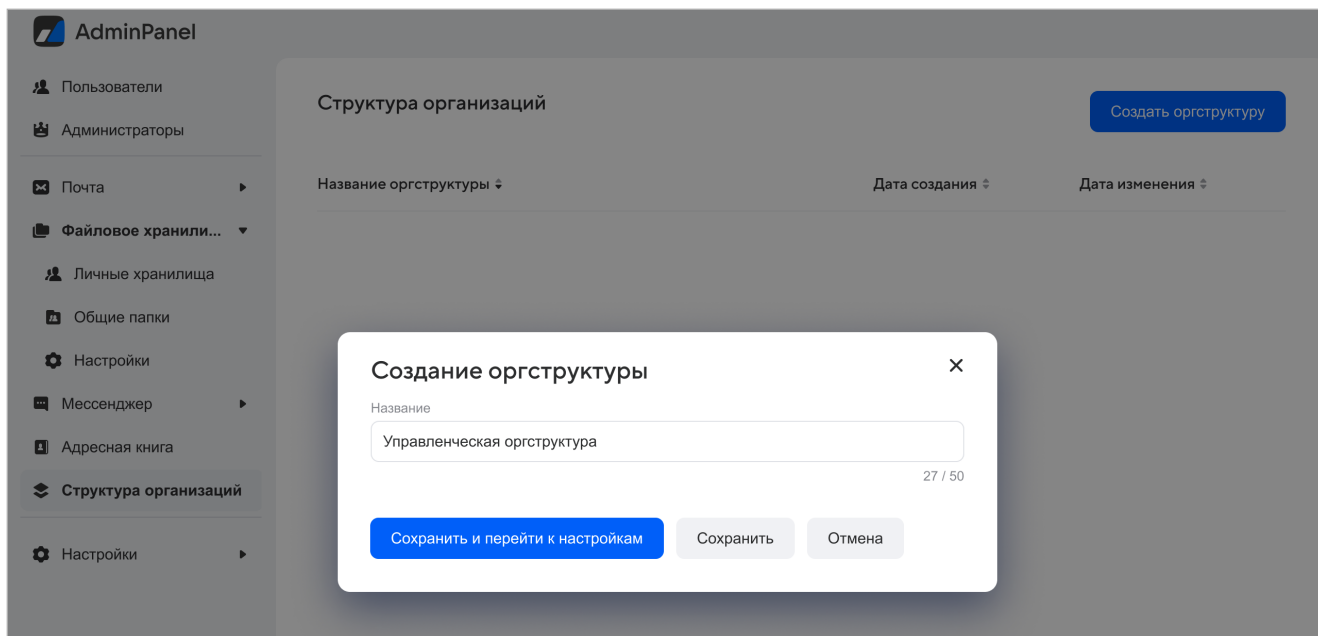 AdminPanel
Пользователи
Администраторы
Почта
Файловое хранили...
Личные хранилища
Общие папки
Настройки
Мессенджер
Адресная книга
Структура организаций
Настройки
Структура организаций
Создать оргструктуру
Название оргструктуры Дата создания Дата изменения
Создание оргструктуры
Название
Управленческая оргструктура
27 / 50
Сохранить и перейти к настройкам Сохранить Отмена